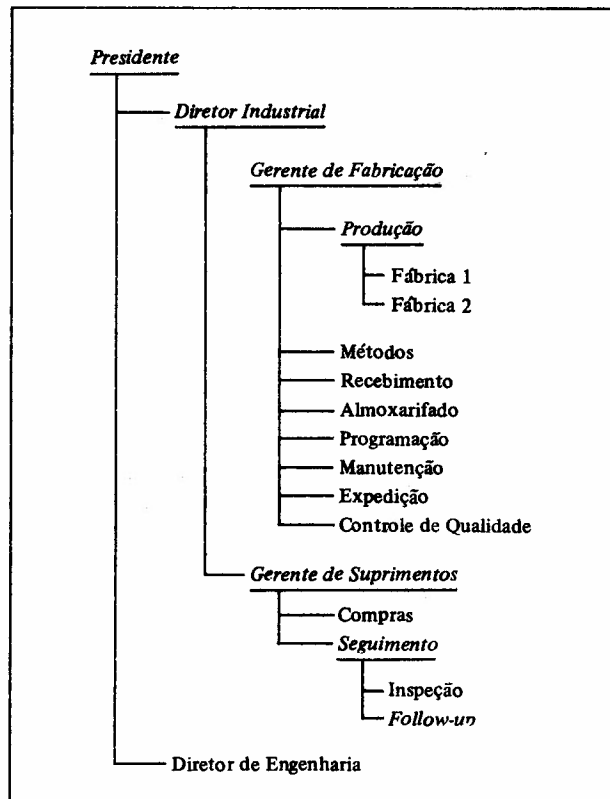 Presidente
Diretor Industrial
Gerente de Fabricação
Produção
Fábrica 1
Fábrica 2
Métodos
Recebimento
Almoxarifado
Programação
Manutenção
Expedição
Controle de Qualidade
Gerente de Suprimentos
Compras
Seguimento
Inspeção
Follow-up
Diretor de Engenharia